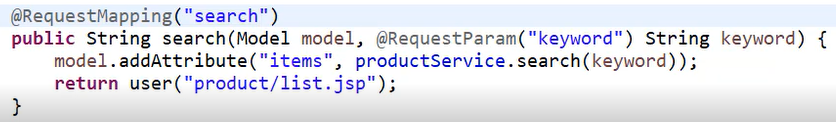 @RequestMapping("search")
public String search(Model model, @RequestParam("keyword") String keyword) {
    model.addAttribute("items", productService.search(keyword));
    return user("product/list.jsp");
}